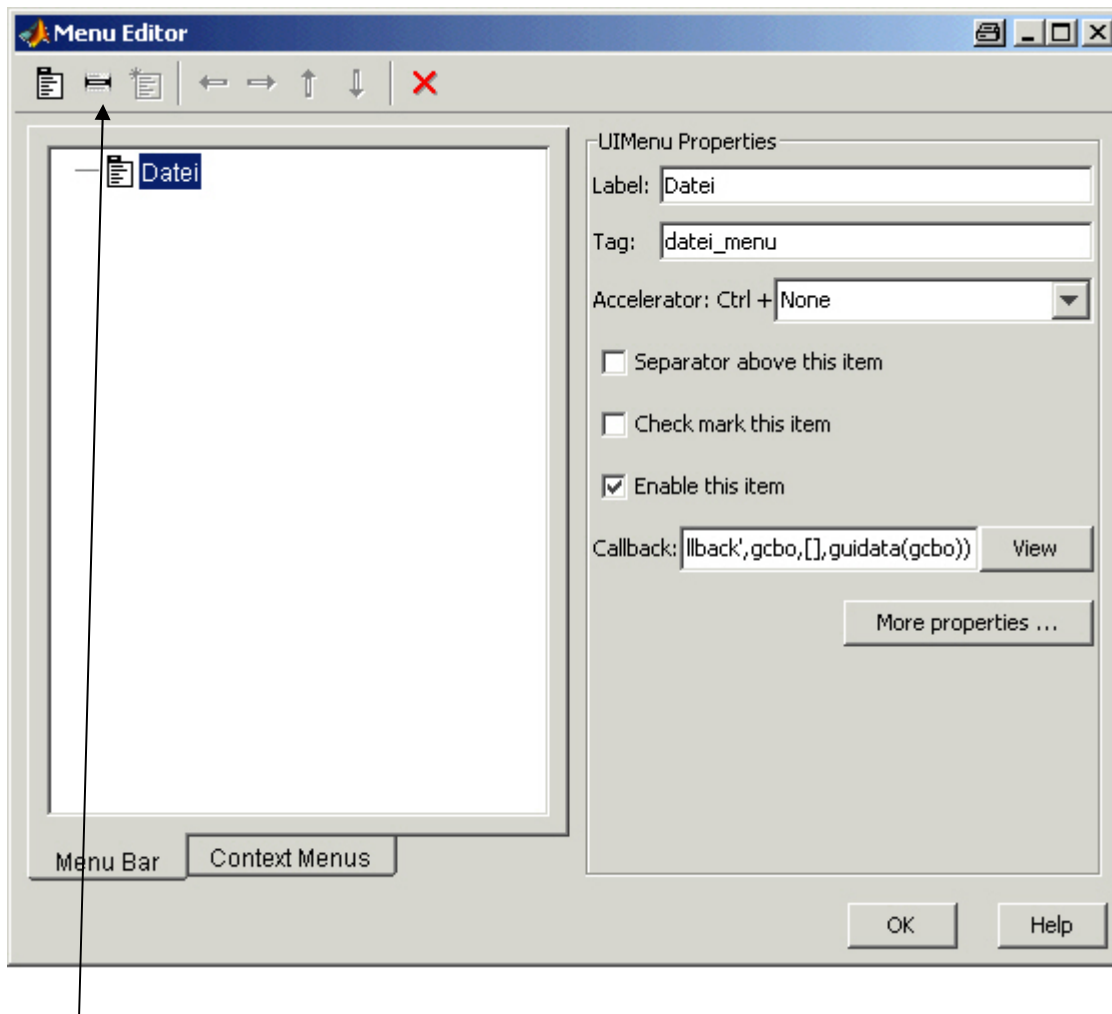 Menu Editor
Datei
UIMenu Properties
Label: Datei
Tag: datei_menu
Accelerator: Ctrl + None
Separator above this item
Check mark this item
Enable this item
Callback: llback',gcbo,[],guidata(gcbo)) View
More properties ...
Menu Bar Context Menus
OK Help